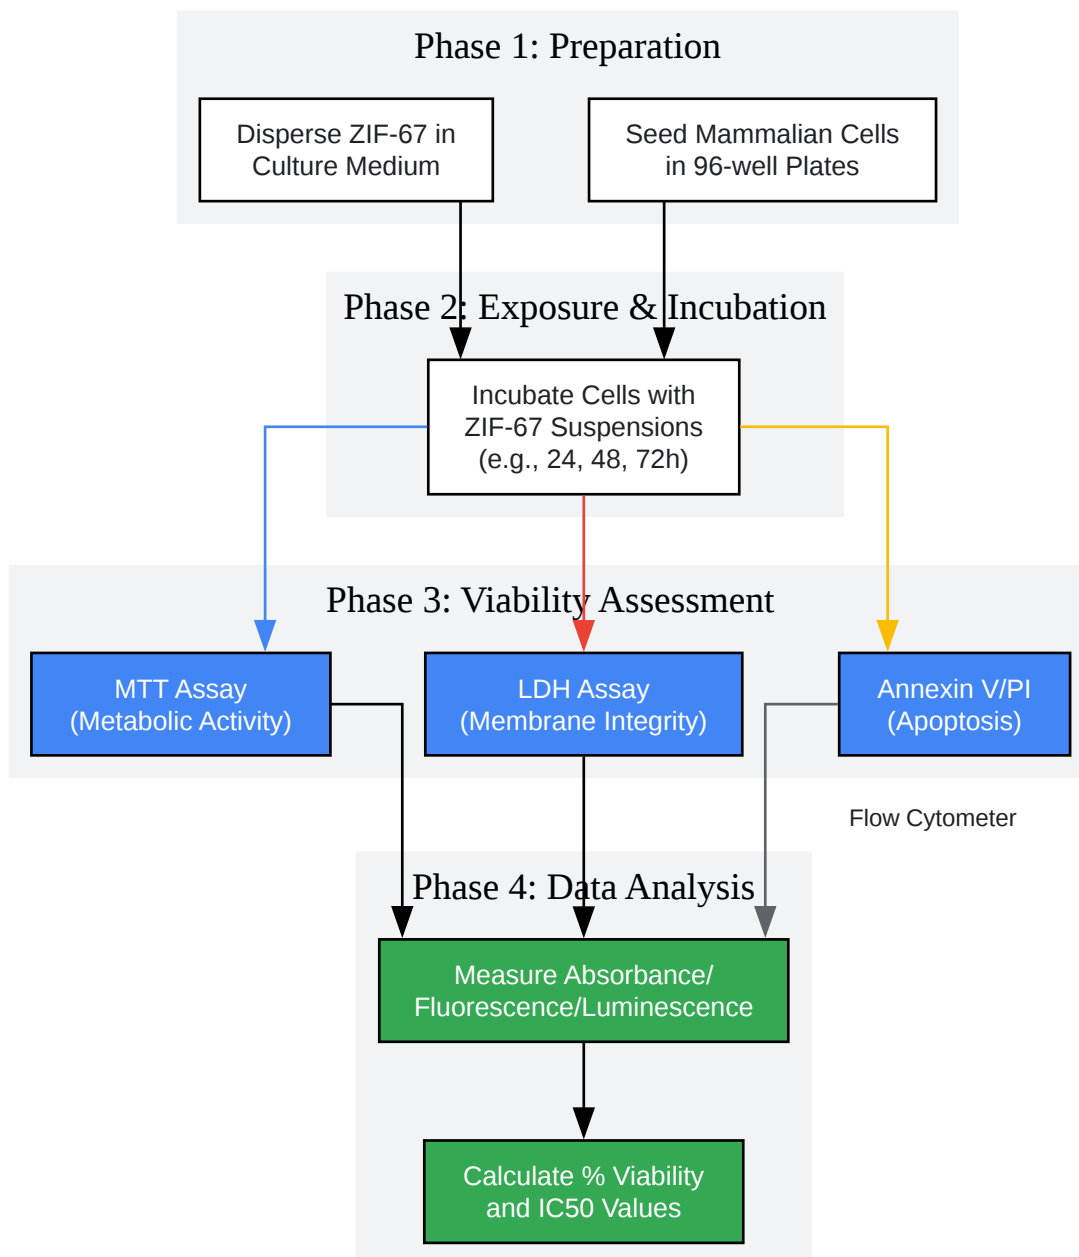 Phase 1: Preparation
Disperse ZIF-67 in
Culture Medium
Seed Mammalian Cells
in 96-well Plates
Phase 2: Exposure & Incubation
Incubate Cells with
ZIF-67 Suspensions
(e.g., 24, 48, 72h)
Phase 3: Viability Assessment
MTT Assay
(Metabolic Activity)
LDH Assay
(Membrane Integrity)
Annexin V/PI
(Apoptosis)
Flow Cytometer
Phase 4: Data Analysis
Measure Absorbance/
Fluorescence/Luminescence
Calculate % Viability
and IC50 Values